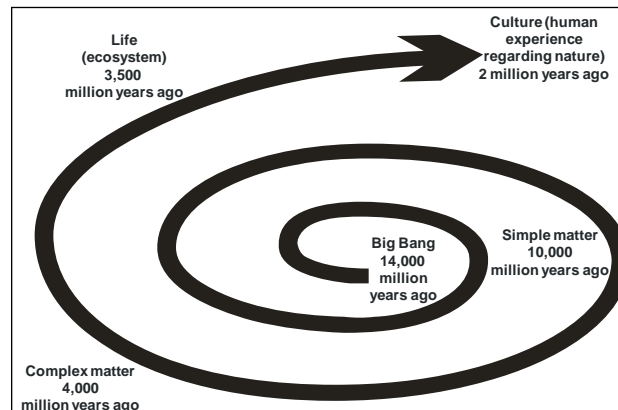 Life
(ecosystem)
3,500
million years ago
Culture (human
experience
regarding nature)
2 million years ago
Big Bang
14,000
million
years ago
Simple matter
10,000
million years ago
Complex matter
4,000
million years ago